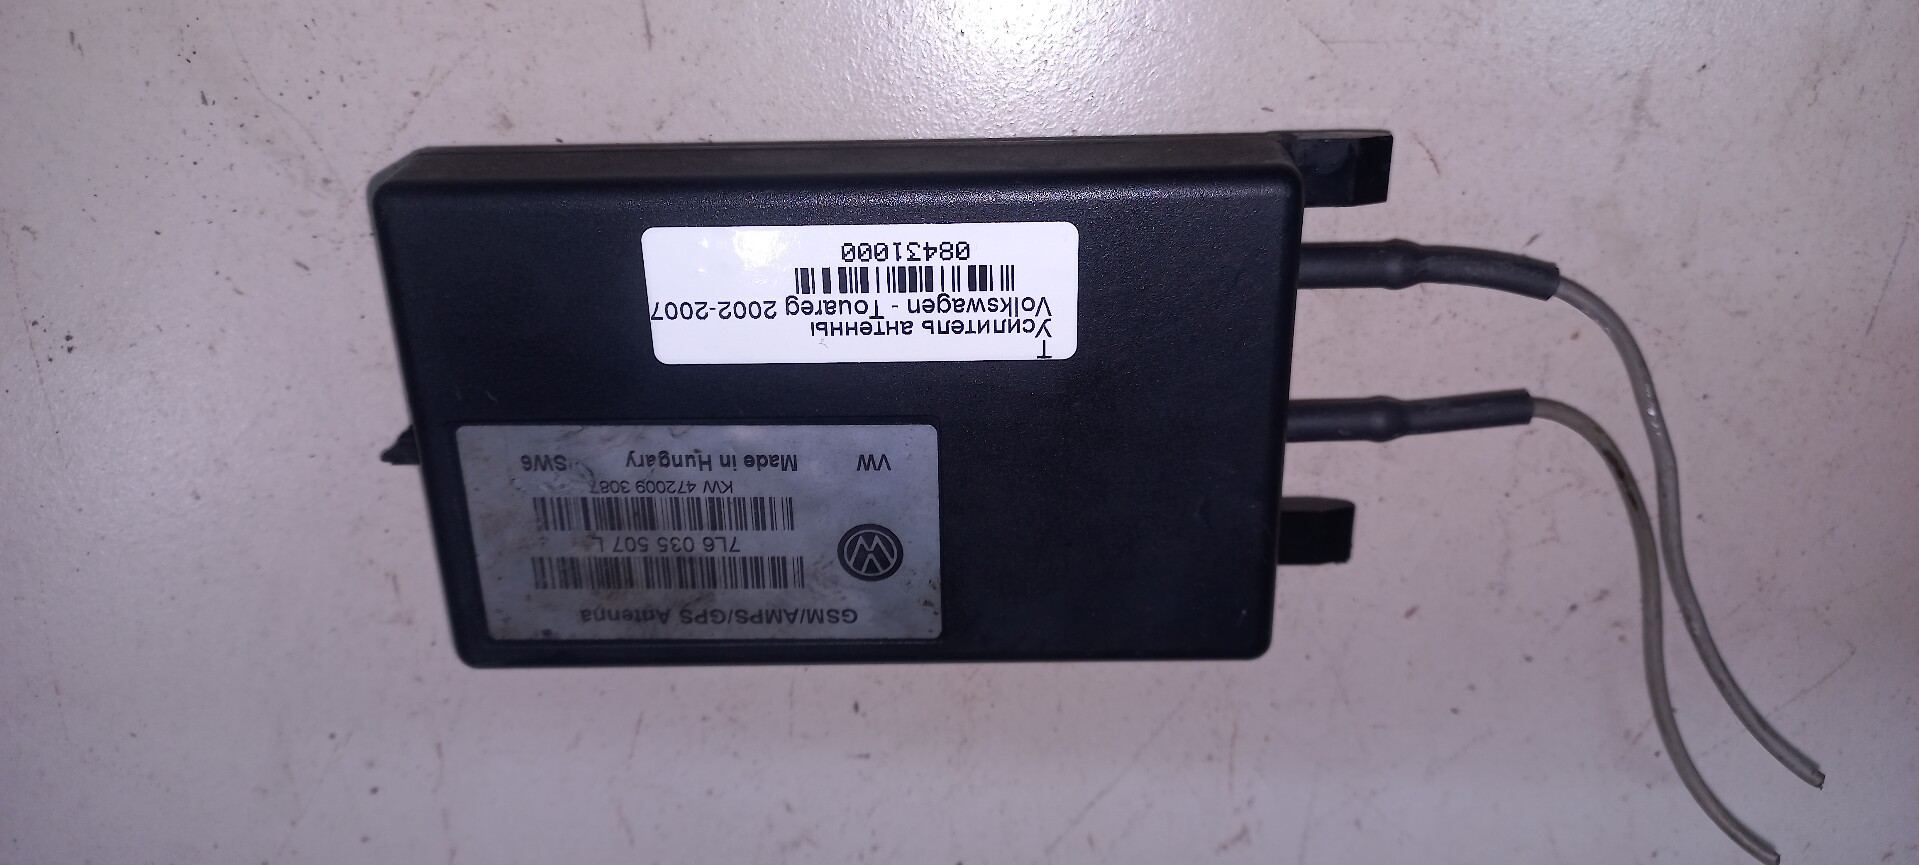 GSM/AMPS/GPS Antenna
7L6 035 507 L
KW 472009 3087
VW Made in Hungary SW6
T
Усилитель антенны
Volkswagen - Touareg 2002-2007
08431000